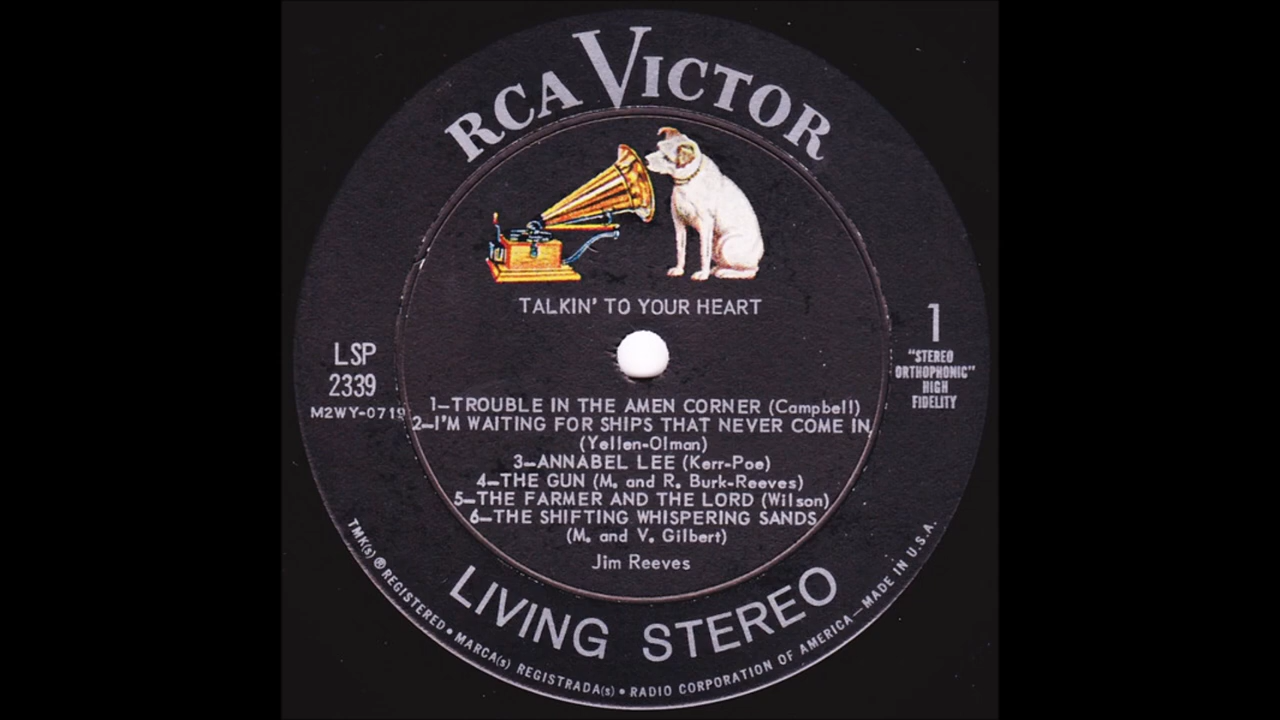 RCA VICTOR
TALKIN' TO YOUR HEART
LSP
2339
M2WY-0719
1
"STEREO
ORTHOPHONIC"
HIGH
FIDELITY
1—TROUBLE IN THE AMEN CORNER (Campbell)
2—I'M WAITING FOR SHIPS THAT NEVER COME IN
(Yellen-Olman)
3—ANNABEL LEE (Kerr-Poe)
4—THE GUN (M. and R. Burk-Reeves)
5—THE FARMER AND THE LORD (Wilson)
6—THE SHIFTING WHISPERING SANDS
(M. and V. Gilbert)
Jim Reeves
LIVING STEREO
TMK(s) ® REGISTERED • MARCA(s) REGISTRADA(s) • RADIO CORPORATION OF AMERICA—MADE IN U.S.A.